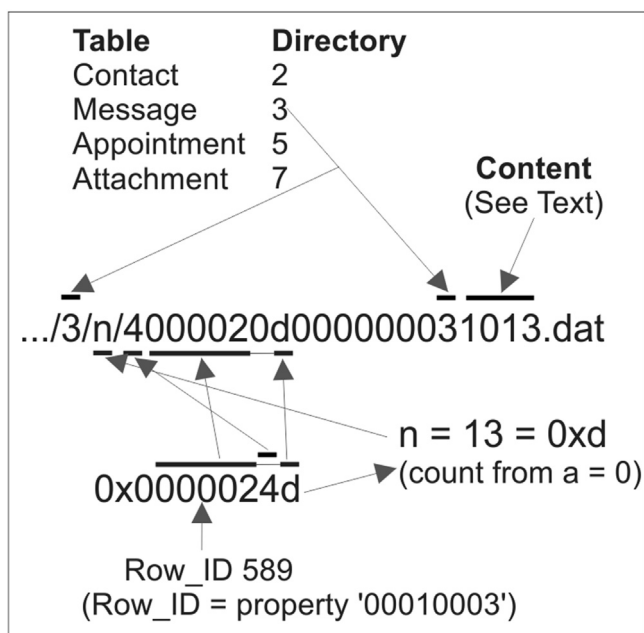 Table Directory
Contact 2
Message 3
Appointment 5
Attachment 7
Content
(See Text)
.../3/n/4000020d000000031013.dat
n = 13 = 0xd
(count from a = 0)
0x0000024d
Row_ID 589
(Row_ID = property '00010003')